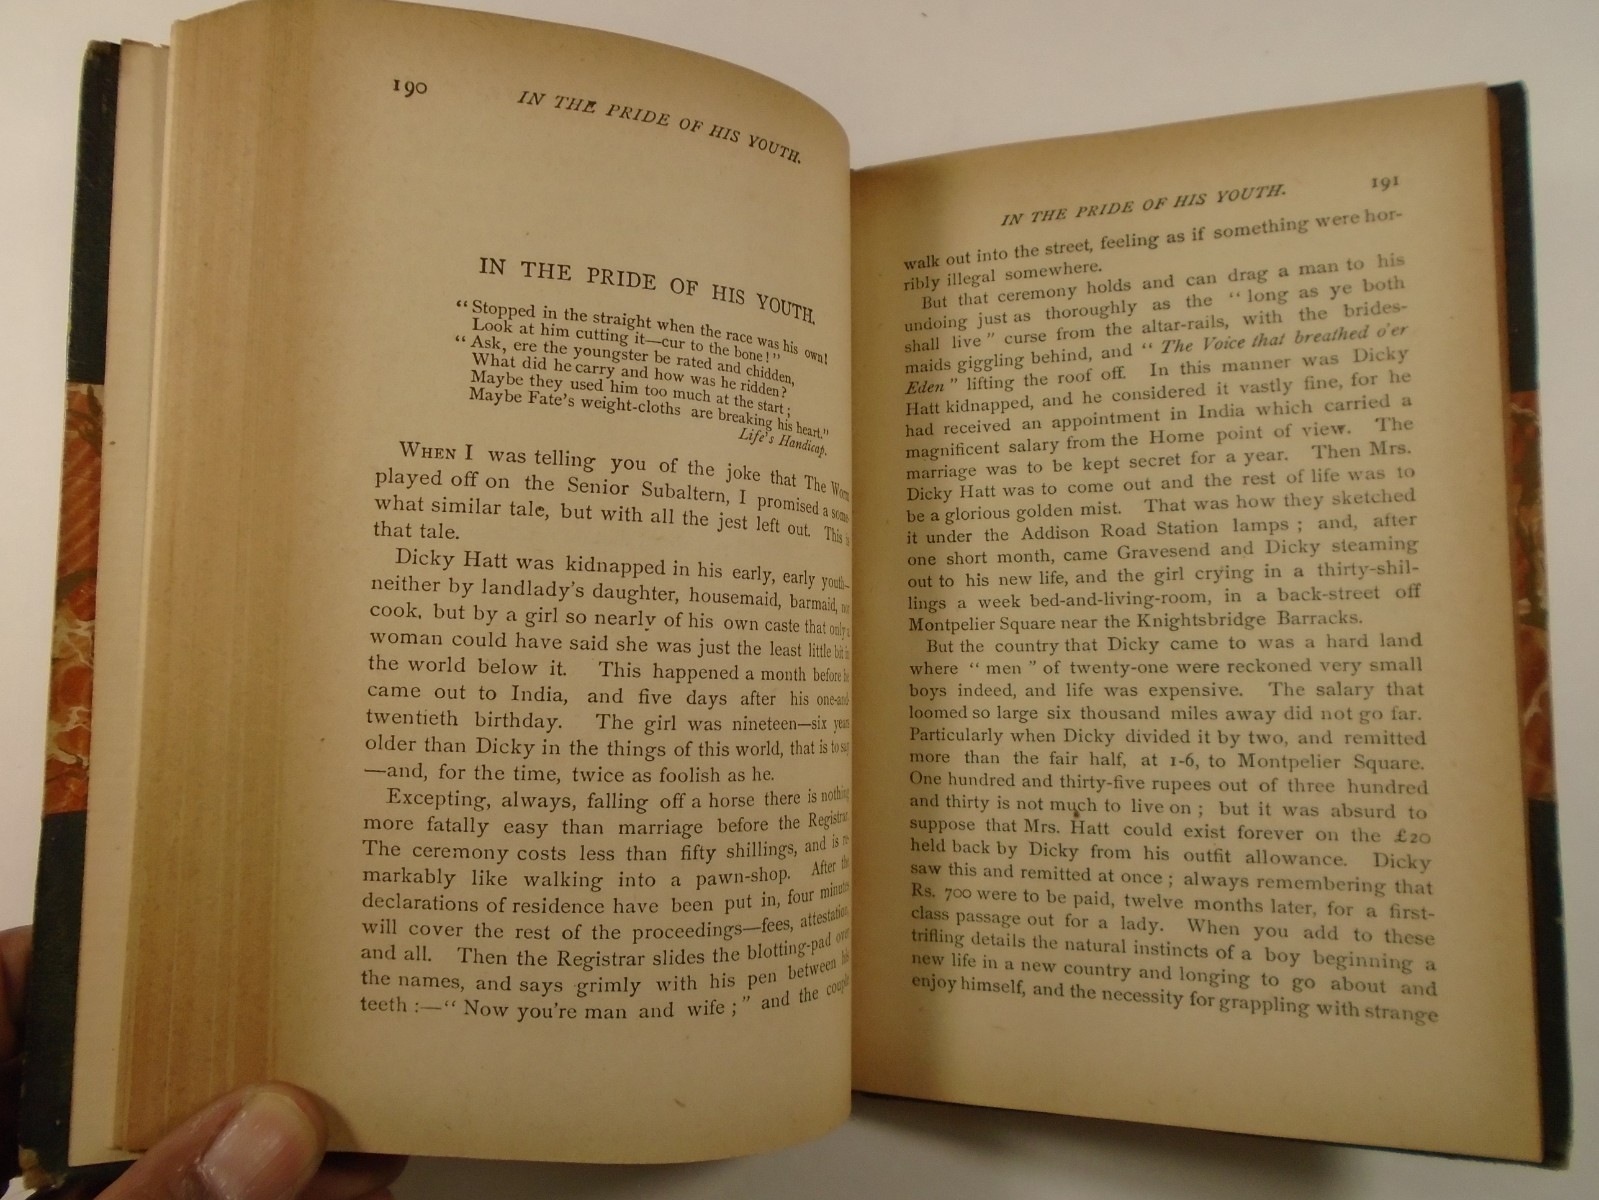 190
IN THE PRIDE OF HIS YOUTH.
IN THE PRIDE OF HIS YOUTH.
“Stopped in the straight when the race was his own!
Look at him cutting it—cur to the bone!”
“Ask, ere the youngster be rated and chidden,
What did he carry and how was he ridden?
Maybe they used him too much at the start;
Maybe Fate's weight-cloths are breaking his heart.”
Life's Handicap.
WHEN I was telling you of the joke that The Worm
played off on the Senior Subaltern, I promised a some-
what similar tale, but with all the jest left out. This is
that tale.
Dicky Hatt was kidnapped in his early, early youth—
neither by landlady's daughter, housemaid, barmaid, nor
cook, but by a girl so nearly of his own caste that only a
woman could have said she was just the least little bit in
the world below it. This happened a month before he
came out to India, and five days after his one-and-
twentieth birthday. The girl was nineteen—six years
older than Dicky in the things of this world, that is to say
—and, for the time, twice as foolish as he.
Excepting, always, falling off a horse there is nothing
more fatally easy than marriage before the Registrar.
The ceremony costs less than fifty shillings, and is re-
markably like walking into a pawn-shop. After the
declarations of residence have been put in, four minutes
will cover the rest of the proceedings—fees, attestation,
and all. Then the Registrar slides the blotting-pad over
the names, and says grimly with his pen between his
teeth :—“Now you're man and wife;” and the couple
191
IN THE PRIDE OF HIS YOUTH.
walk out into the street, feeling as if something were hor-
ribly illegal somewhere.
But that ceremony holds and can drag a man to his
undoing just as thoroughly as the “long as ye both
shall live” curse from the altar-rails, with the brides-
maids giggling behind, and “The Voice that breathed o'er
Eden” lifting the roof off. In this manner was Dicky
Hatt kidnapped, and he considered it vastly fine, for he
had received an appointment in India which carried a
magnificent salary from the Home point of view. The
marriage was to be kept secret for a year. Then Mrs.
Dicky Hatt was to come out and the rest of life was to
be a glorious golden mist. That was how they sketched
it under the Addison Road Station lamps; and, after
one short month, came Gravesend and Dicky steaming
out to his new life, and the girl crying in a thirty-shil-
lings a week bed-and-living-room, in a back-street off
Montpelier Square near the Knightsbridge Barracks.
But the country that Dicky came to was a hard land
where “men” of twenty-one were reckoned very small
boys indeed, and life was expensive. The salary that
loomed so large six thousand miles away did not go far.
Particularly when Dicky divided it by two, and remitted
more than the fair half, at 1-6, to Montpelier Square.
One hundred and thirty-five rupees out of three hundred
and thirty is not much to live on; but it was absurd to
suppose that Mrs. Hatt could exist forever on the £20
held back by Dicky from his outfit allowance. Dicky
saw this and remitted at once; always remembering that
Rs. 700 were to be paid, twelve months later, for a first-
class passage out for a lady. When you add to these
trifling details the natural instincts of a boy beginning a
new life in a new country and longing to go about and
enjoy himself, and the necessity for grappling with strange